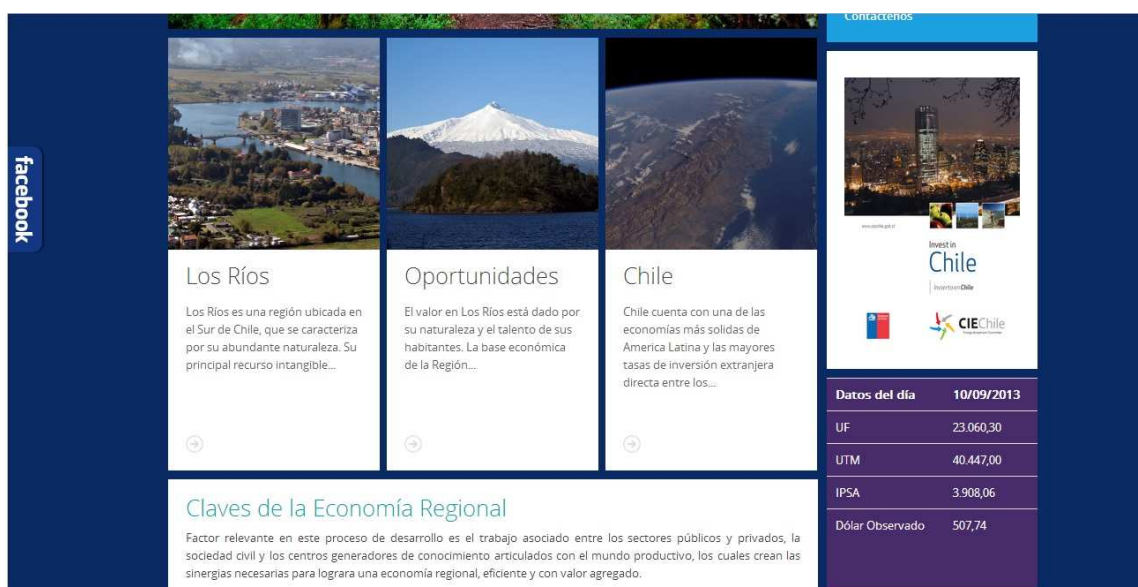 Contáctenos
facebook
Los Ríos
Los Ríos es una región ubicada en
el Sur de Chile, que se caracteriza
por su abundante naturaleza. Su
principal recurso intangible...
Oportunidades
El valor en Los Ríos está dado por
su naturaleza y el talento de sus
habitantes. La base económica
de la Región...
Chile
Chile cuenta con una de las
economías más solidas de
America Latina y las mayores
tasas de inversión extranjera
directa entre los...
Invest in
Chile
Invierta en Chile
CIEChile
Datos del día 10/09/2013
UF 23.060,30
UTM 40.447,00
IPSA 3.908,06
Dólar Observado 507,74
Claves de la Economía Regional
Factor relevante en este proceso de desarrollo es el trabajo asociado entre los sectores públicos y privados, la
sociedad civil y los centros generadores de conocimiento articulados con el mundo productivo, los cuales crean las
sinergias necesarias para lograra una economía regional, eficiente y con valor agregado.